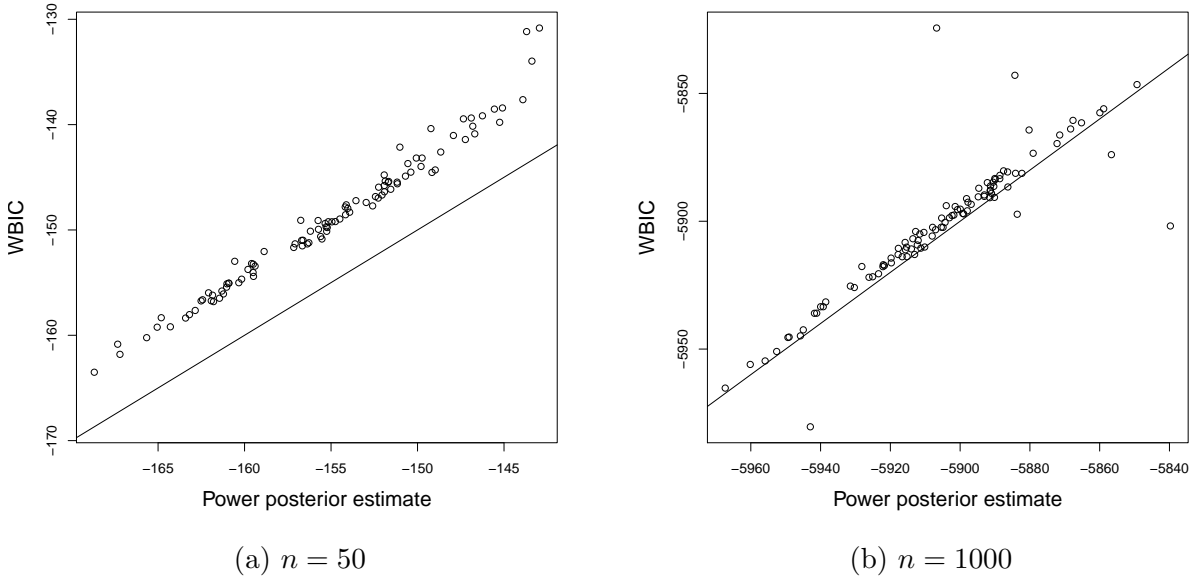 −130
−140
−150
−160
−170
WBIC
−165 −160 −155 −150 −145
Power posterior estimate
(a) n = 50
−5850
−5900
−5950
WBIC
−5960 −5940 −5920 −5900 −5880 −5860 −5840
Power posterior estimate
(b) n = 1000